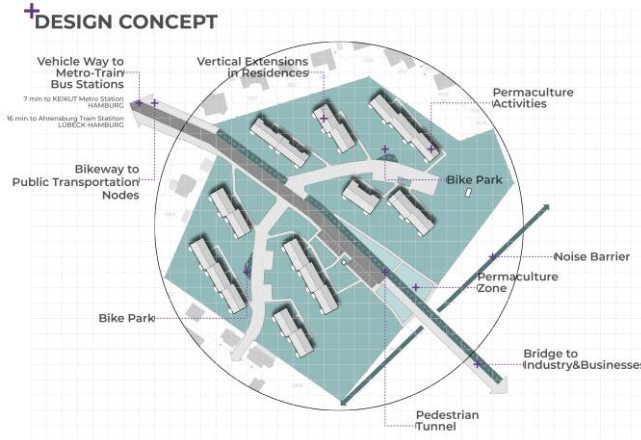 DESIGN CONCEPT
Vehicle Way to
Metro-Train
Bus Stations
7 min to KEIKUT Metro Station
HAMBURG
16 min to Ahrensburg Train Statiton
LÜBECK-HAMBURG
Vertical Extensions
in Residences
Permaculture
Activities
Bikeway to
Public Transportation
Nodes
Bike Park
Noise Barrier
Permaculture
Zone
Bike Park
Bridge to
Industry&Businesses
Pedestrian
Tunnel